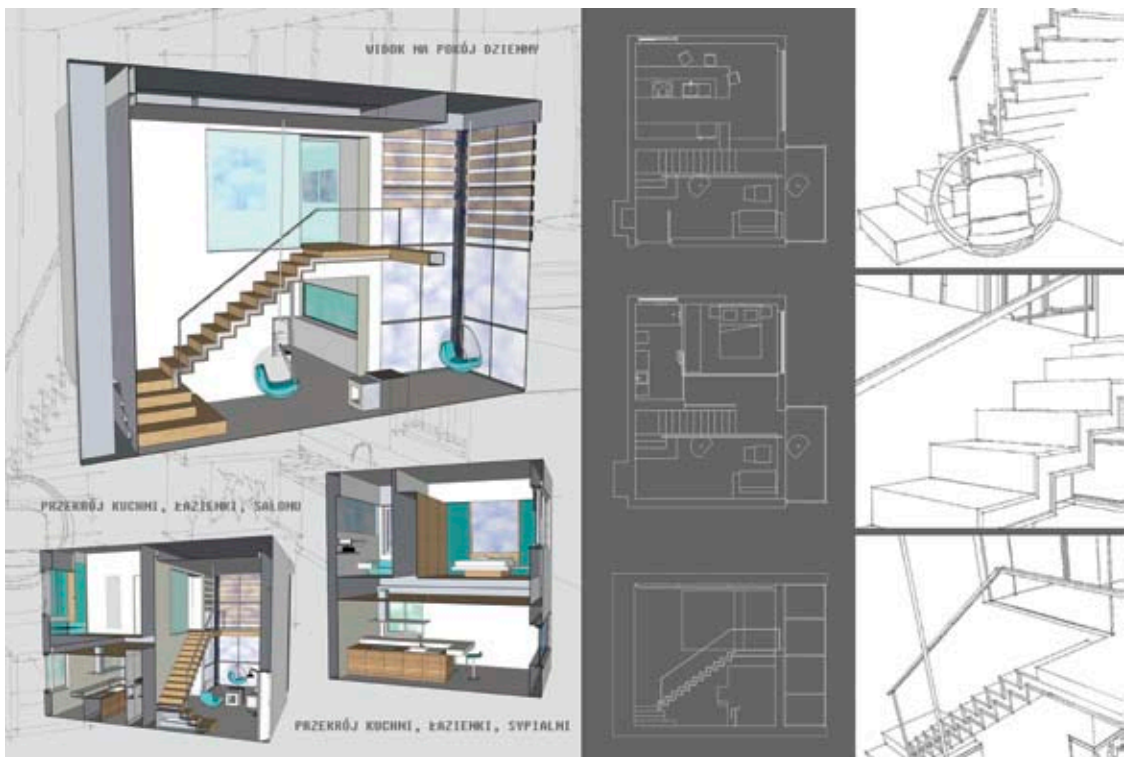 WIDOK NA POKÓJ DZIENNY
PRZEKRÓJ KUCHNI, ŁAZIENKI, SALONU
PRZEKRÓJ KUCHNI, ŁAZIENKI, SYPIALNI